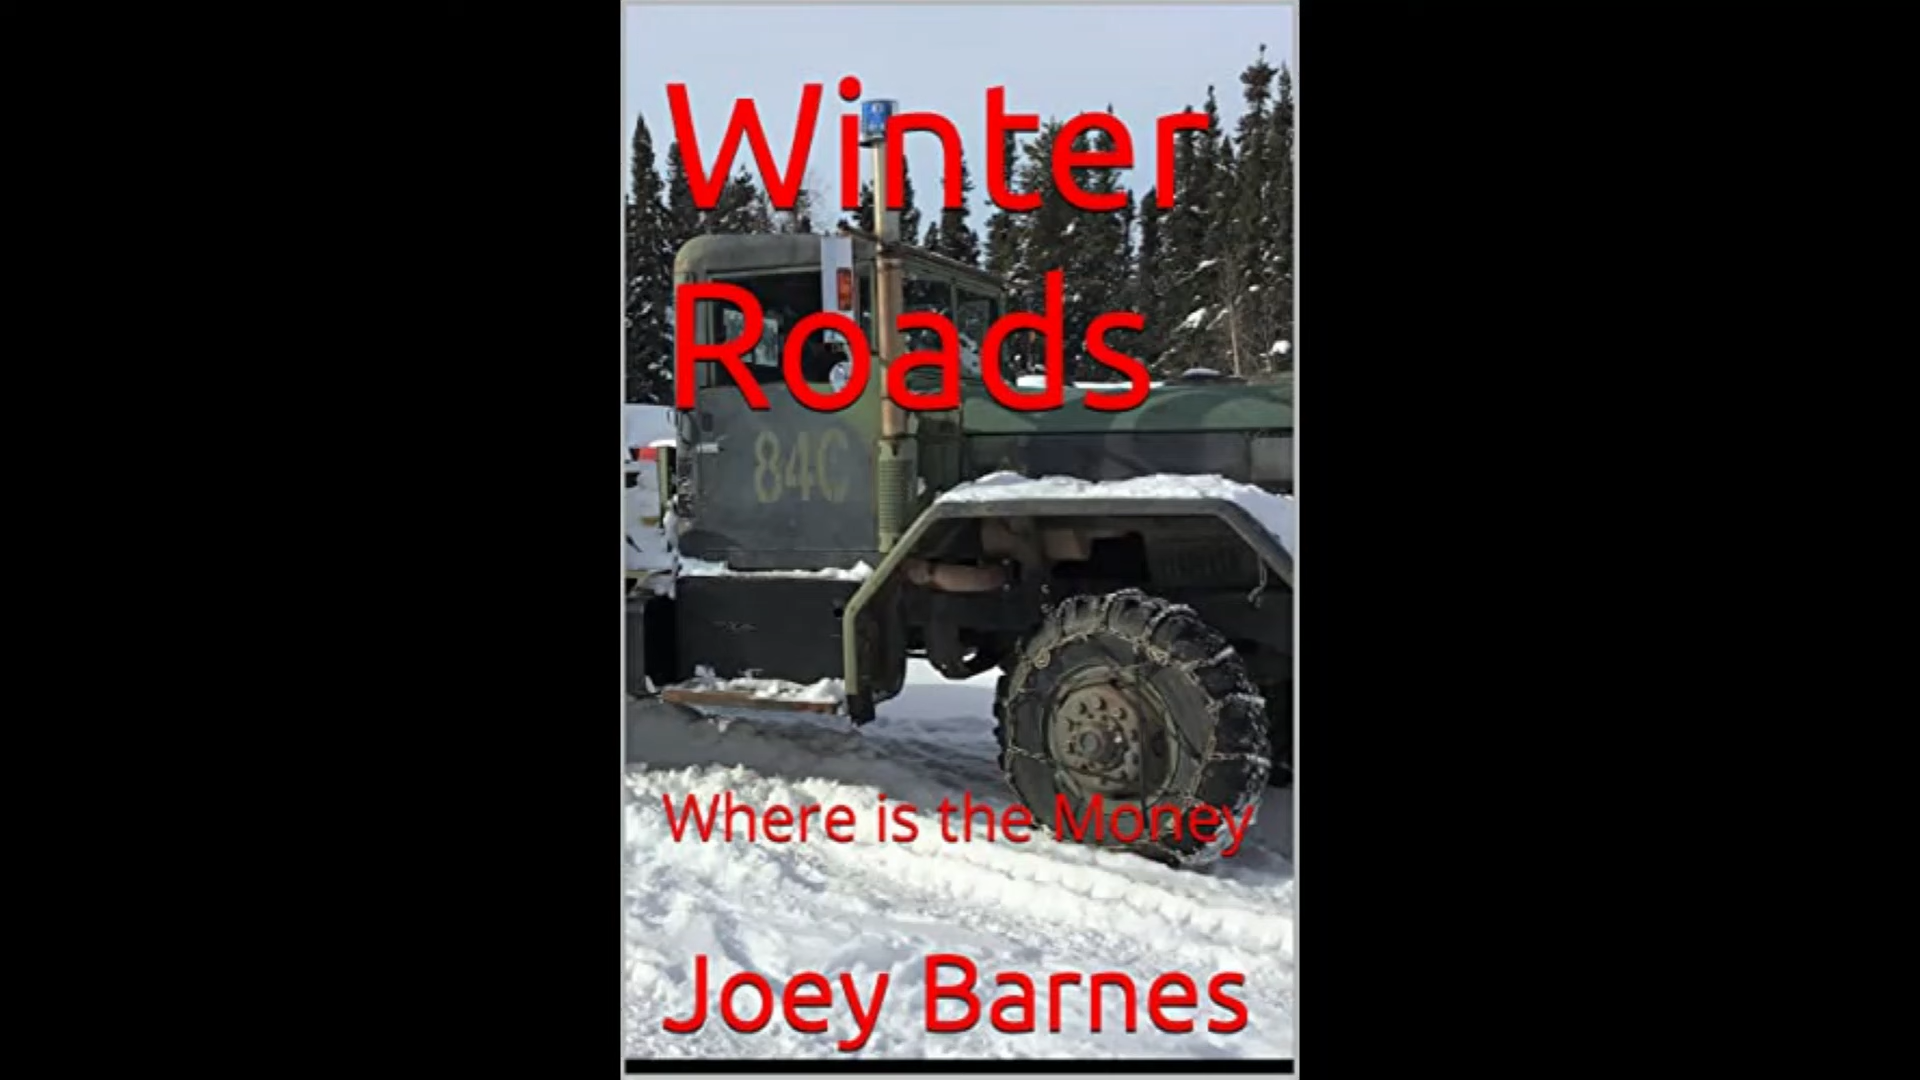 Winter
Roads
84C
Where is the Money
Joey Barnes